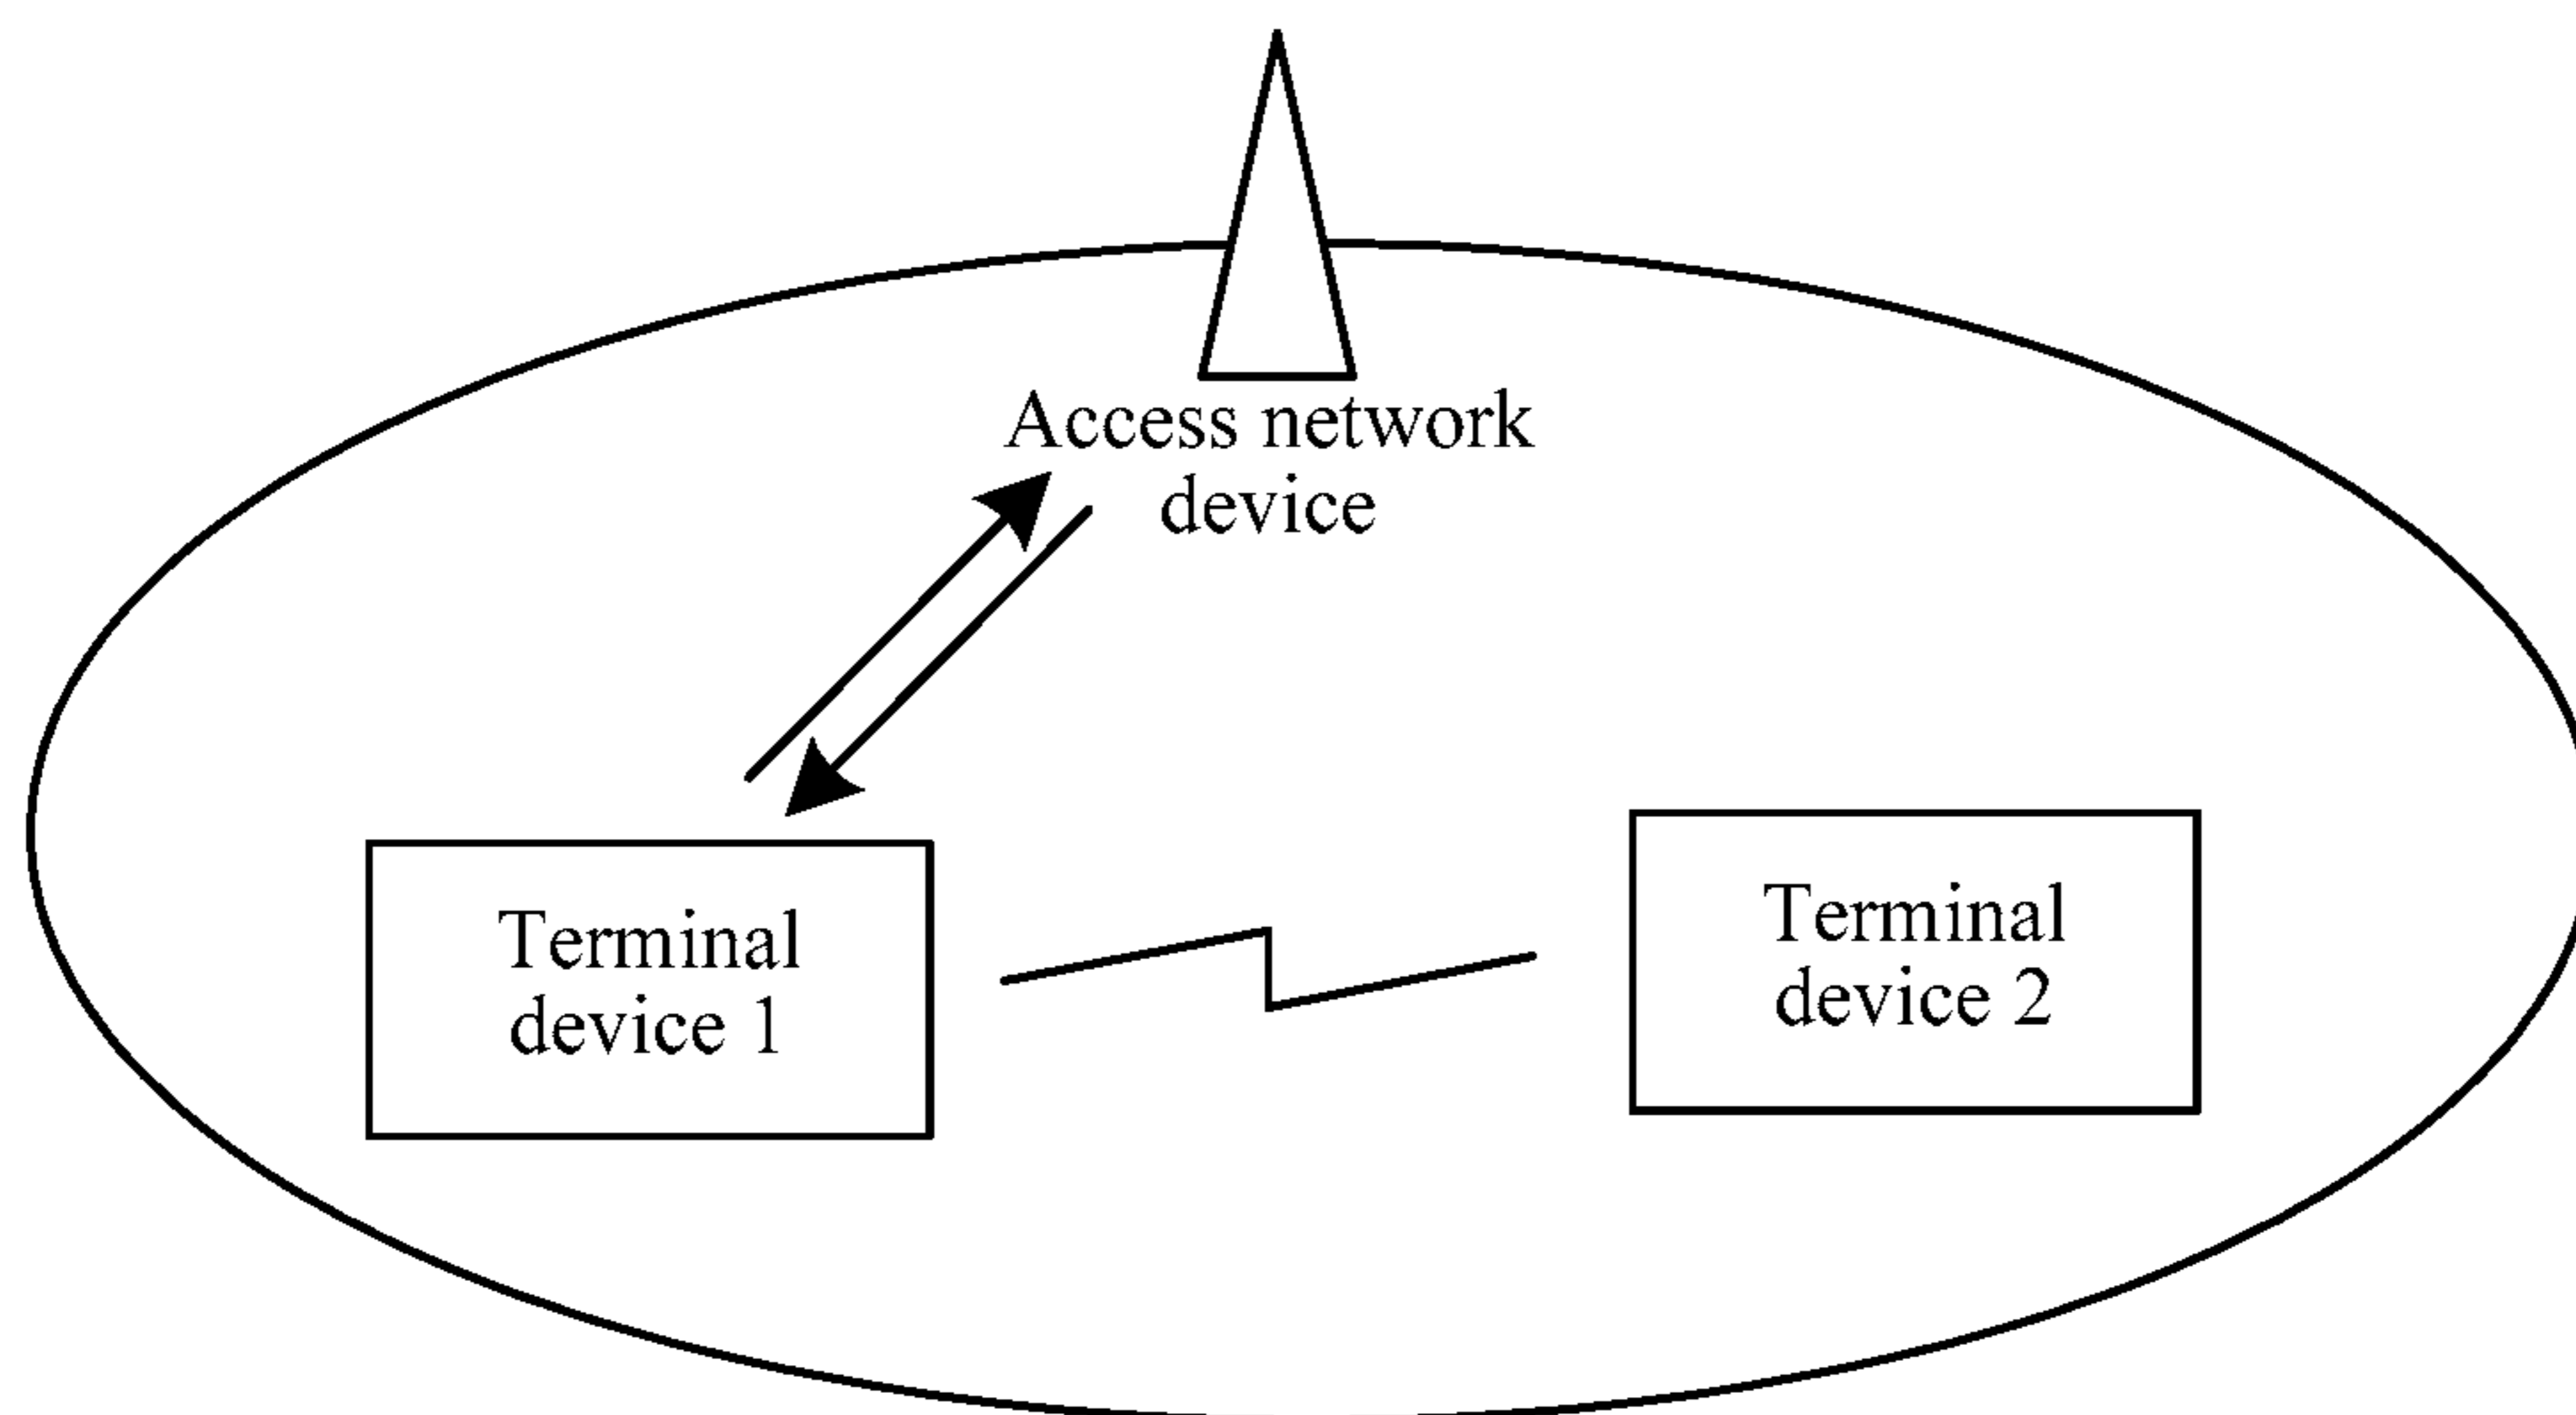 Access network
device
Terminal
device 1
Terminal
device 2